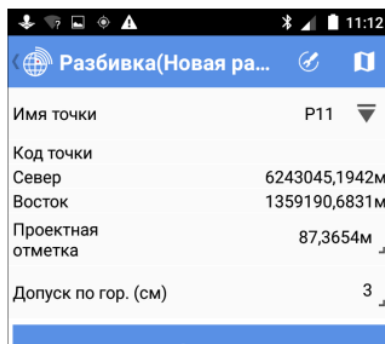 11:12
Разбивка(Новая ра...
Имя точки P11
Код точки
Север 6243045,1942м
Восток 1359190,6831м
Проектная
отметка 87,3654м
Допуск по гор. (см) 3